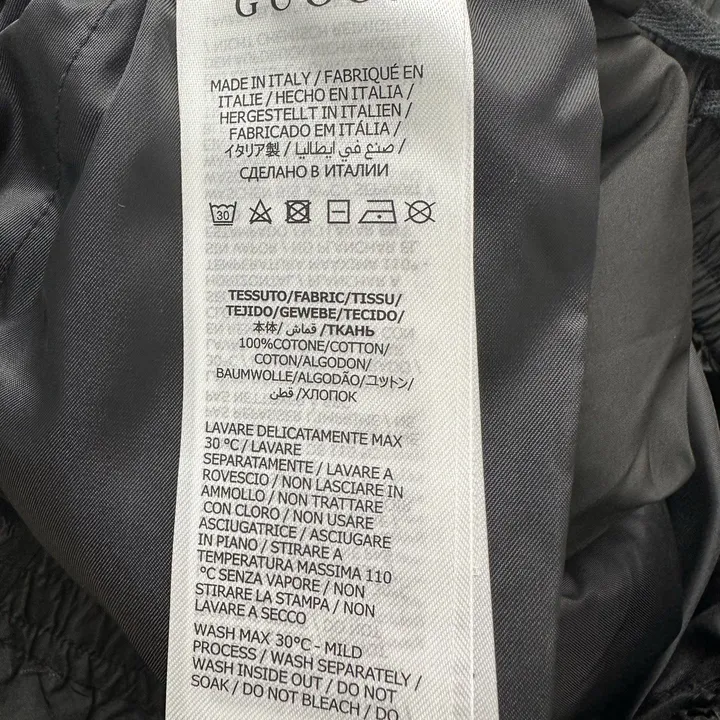 GUCCI
MADE IN ITALY / FABRIQUÉ EN
ITALIE / HECHO EN ITALIA /
HERGESTELLT IN ITALIEN /
FABRICADO EM ITÁLIA /
イタリア製 / صنع في ايطاليا /
СДЕЛАНО В ИТАЛИИ
30
TESSUTO/FABRIC/TISSU/
TEJIDO/GEWEBE/TECIDO/
本体/ قماش /ТКАНЬ
100%COTONE/COTTON/
COTON/ALGODON/
BAUMWOLLE/ALGODÃO/コットン/
قطن /ХЛОПОК
LAVARE DELICATAMENTE MAX
30 °C / LAVARE
SEPARATAMENTE / LAVARE A
ROVESCIO / NON LASCIARE IN
AMMOLLO / NON TRATTARE
CON CLORO / NON USARE
ASCIUGATRICE / ASCIUGARE
IN PIANO / STIRARE A
TEMPERATURA MASSIMA 110
°C SENZA VAPORE / NON
STIRARE LA STAMPA / NON
LAVARE A SECCO
WASH MAX 30°C - MILD
PROCESS / WASH SEPARATELY /
WASH INSIDE OUT / DO NOT
SOAK / DO NOT BLEACH / DO